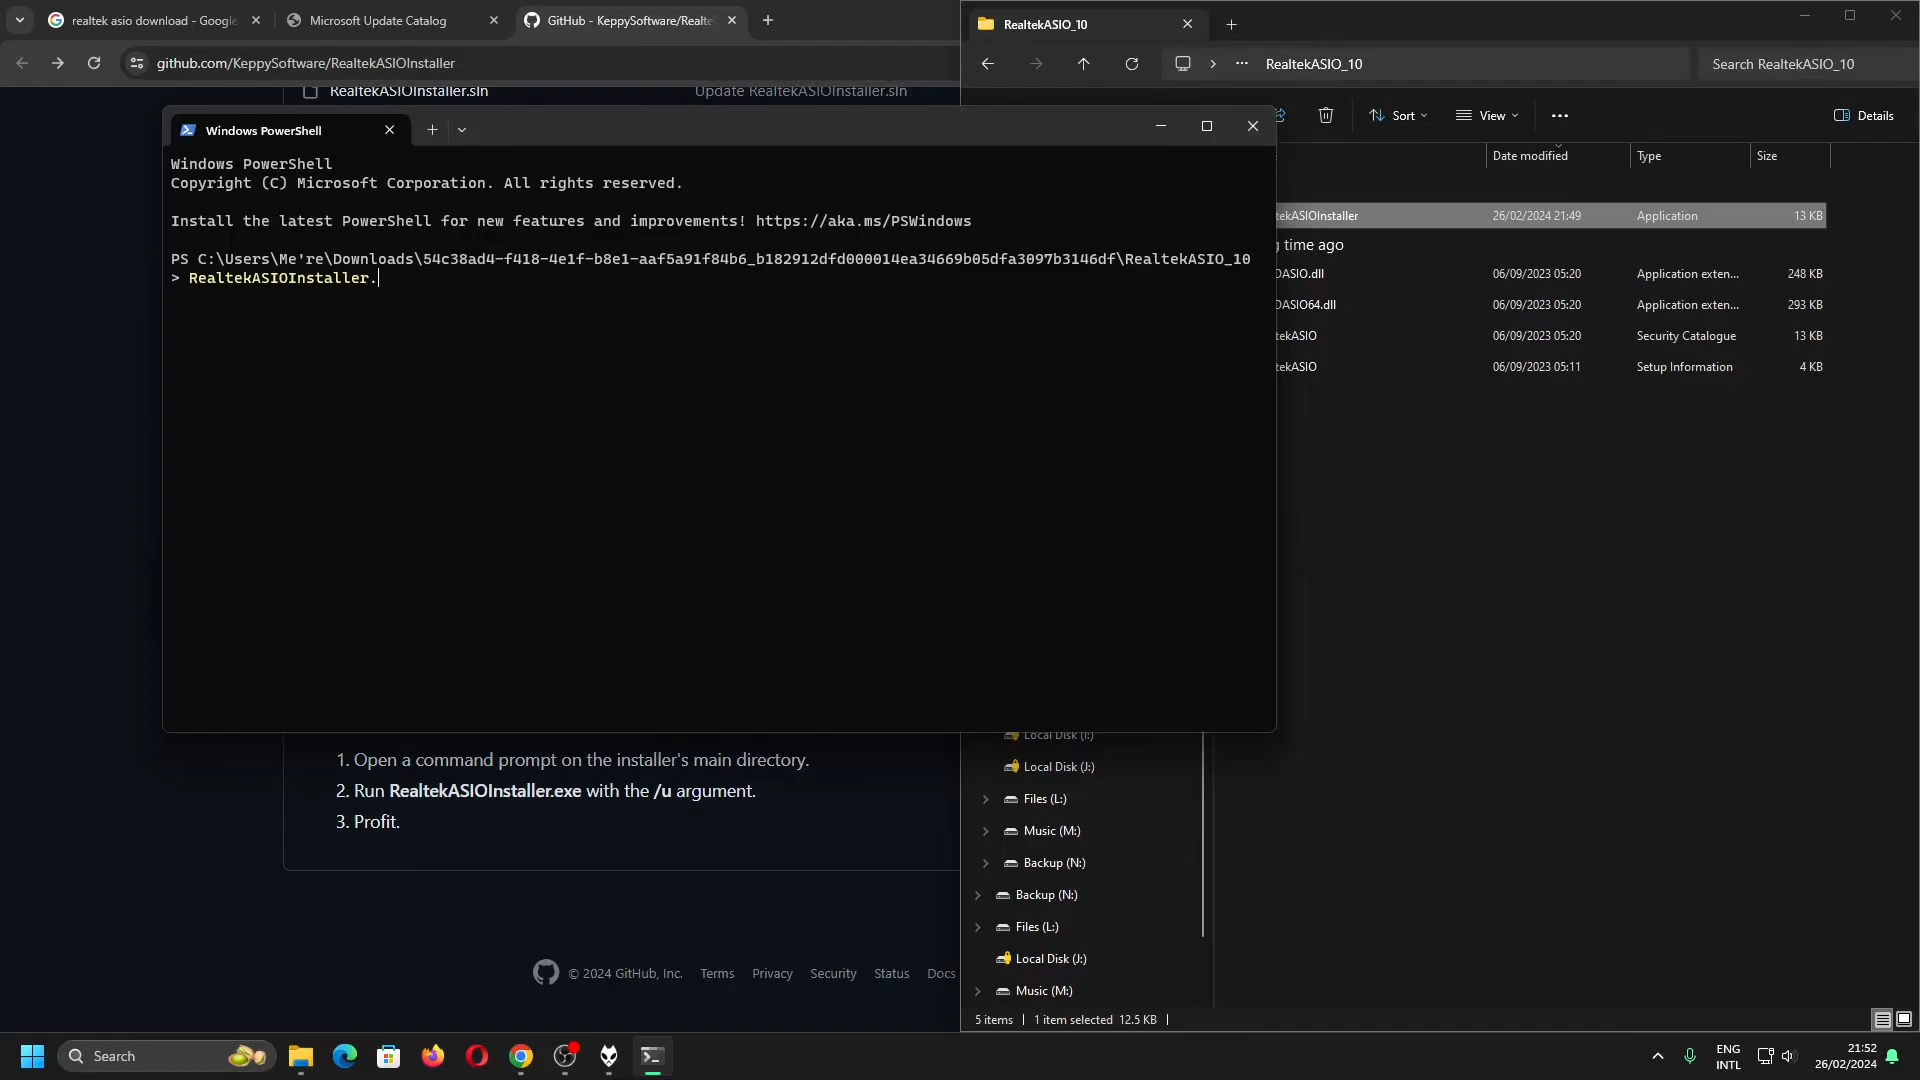 realtek asio download - Google
Microsoft Update Catalog
GitHub - KeppySoftware/Realte
github.com/KeppySoftware/RealtekASIOInstaller
RealtekASIO_10
RealtekASIO_10
Search RealtekASIO_10
RealtekASIOInstaller.sln
Update RealtekASIOInstaller.sln
Sort
View
Details
Date modified
Type
Size
tekASIOInstaller
26/02/2024 21:49
Application
13 KB
g time ago
DASIO.dll
06/09/2023 05:20
Application exten...
248 KB
DASIO64.dll
06/09/2023 05:20
Application exten...
293 KB
tekASIO
06/09/2023 05:20
Security Catalogue
13 KB
tekASIO
06/09/2023 05:11
Setup Information
4 KB
Windows PowerShell
Windows PowerShell
Copyright (C) Microsoft Corporation. All rights reserved.
Install the latest PowerShell for new features and improvements! https://aka.ms/PSWindows
PS C:\Users\Me're\Downloads\54c38ad4-f418-4e1f-b8e1-aaf5a91f84b6_b182912dfd000014ea34669b05dfa3097b3146df\RealtekASIO_10
> RealtekASIOInstaller.
1. Open a command prompt on the installer's main directory.
2. Run RealtekASIOInstaller.exe with the /u argument.
3. Profit.
© 2024 GitHub, Inc.
Terms
Privacy
Security
Status
Docs
Local Disk (I:)
Local Disk (J:)
Files (L:)
Music (M:)
Backup (N:)
Backup (N:)
Files (L:)
Local Disk (J:)
Music (M:)
5 items
1 item selected 12.5 KB
Search
ENG
INTL
21:52
26/02/2024